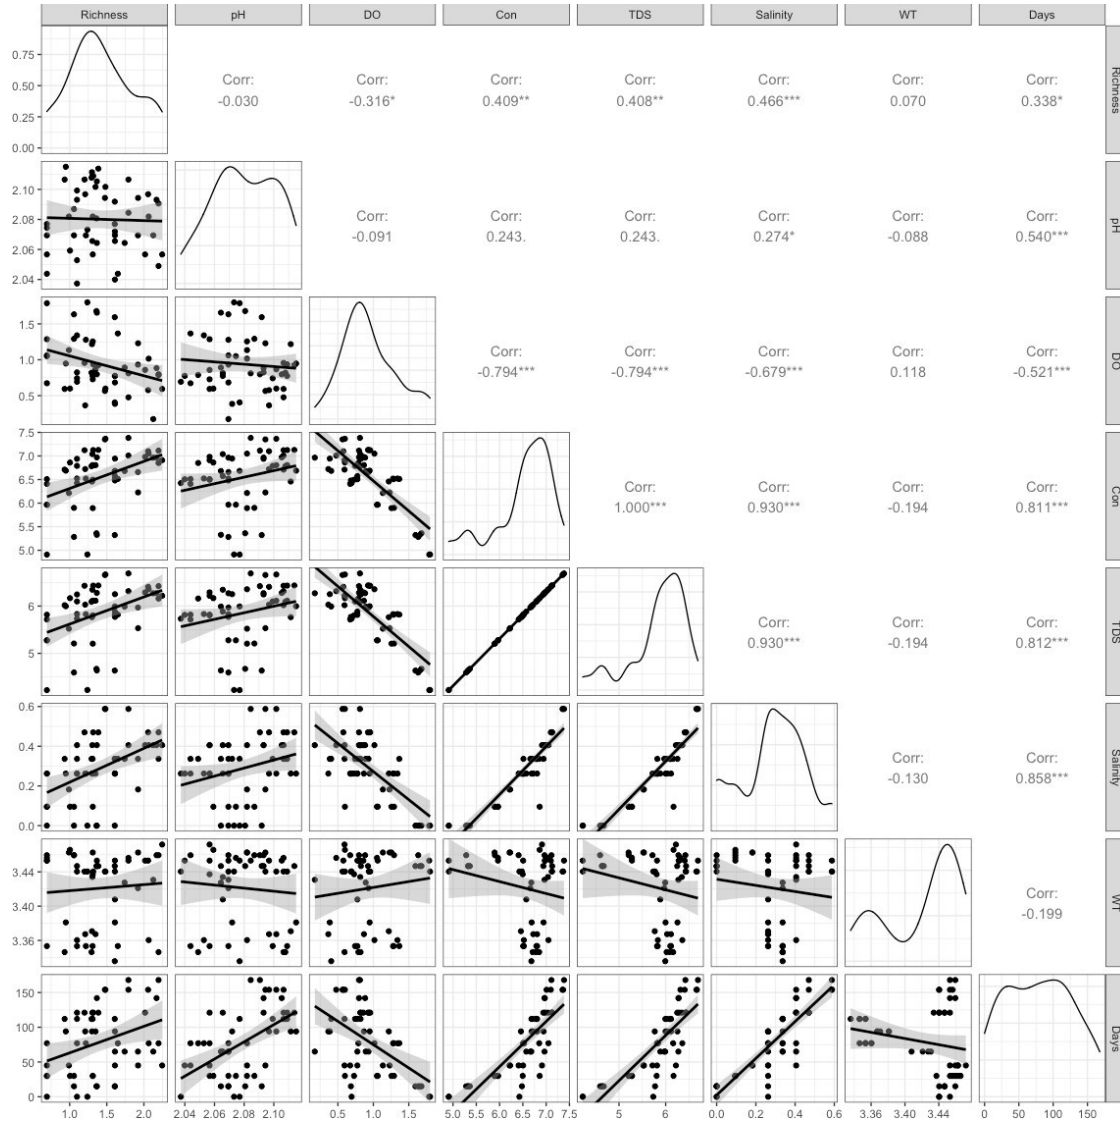 Richness pH DO Con TDS Salinity WT Days
0.75
0.50
0.25
0.00
Corr: Corr: Corr: Corr: Corr: Corr: Corr:
-0.030 -0.316* 0.409** 0.408** 0.466*** 0.070 0.338*
Richness
2.10
2.08
2.06
2.04
Corr: Corr: Corr: Corr: Corr: Corr:
-0.091 0.243. 0.243. 0.274* -0.088 0.540***
pH
1.5
1.0
0.5
Corr: Corr: Corr: Corr: Corr:
-0.794*** -0.794*** -0.679*** 0.118 -0.521***
DO
7.5
7.0
6.5
6.0
5.5
5.0
Corr: Corr: Corr: Corr:
1.000*** 0.930*** -0.194 0.811***
Con
6
5
Corr: Corr: Corr:
0.930*** -0.194 0.812***
TDS
0.6
0.4
0.2
0.0
Corr: Corr:
-0.130 0.858***
Salinity
3.44
3.40
3.36
Corr:
-0.199
WT
150
100
50
0
Days
1.0 1.5 2.0 2.04 2.06 2.08 2.10 0.5 1.0 1.5 4.9 5.0 5.5 6.0 6.5 7.0 7.5 5 6 0.0 0.2 0.4 0.6 3.36 3.40 3.44 0 50 100 150